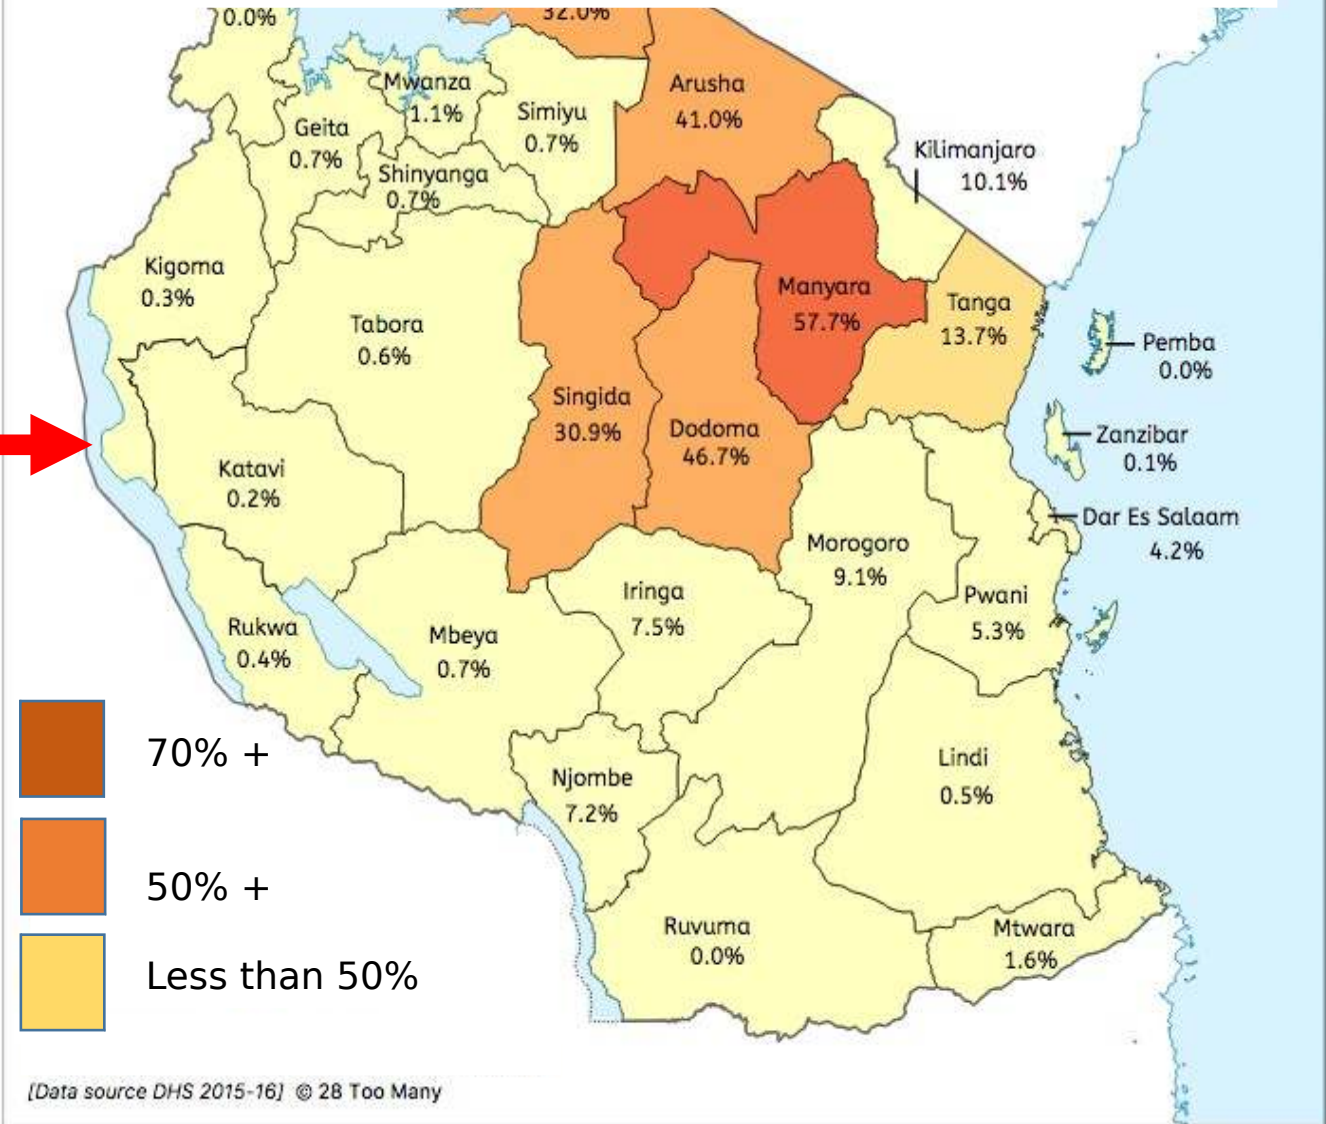 0.0%
32.0%
Arusha
41.0%
Mwanza
1.1%
Simiyu
0.7%
Geita
0.7%
Shinyanga
0.7%
Kilimanjaro
10.1%
Kigoma
0.3%
Tabora
0.6%
Manyara
57.7%
Tanga
13.7%
Pemba
0.0%
Singida
30.9%
Dodoma
46.7%
Zanzibar
0.1%
Katavi
0.2%
Dar Es Salaam
4.2%
Morogoro
9.1%
Iringa
7.5%
Pwani
5.3%
Rukwa
0.4%
Mbeya
0.7%
Njombe
7.2%
Lindi
0.5%
Ruvuma
0.0%
Mtwara
1.6%
70% +
50% +
Less than 50%
[Data source DHS 2015-16] © 28 Too Many